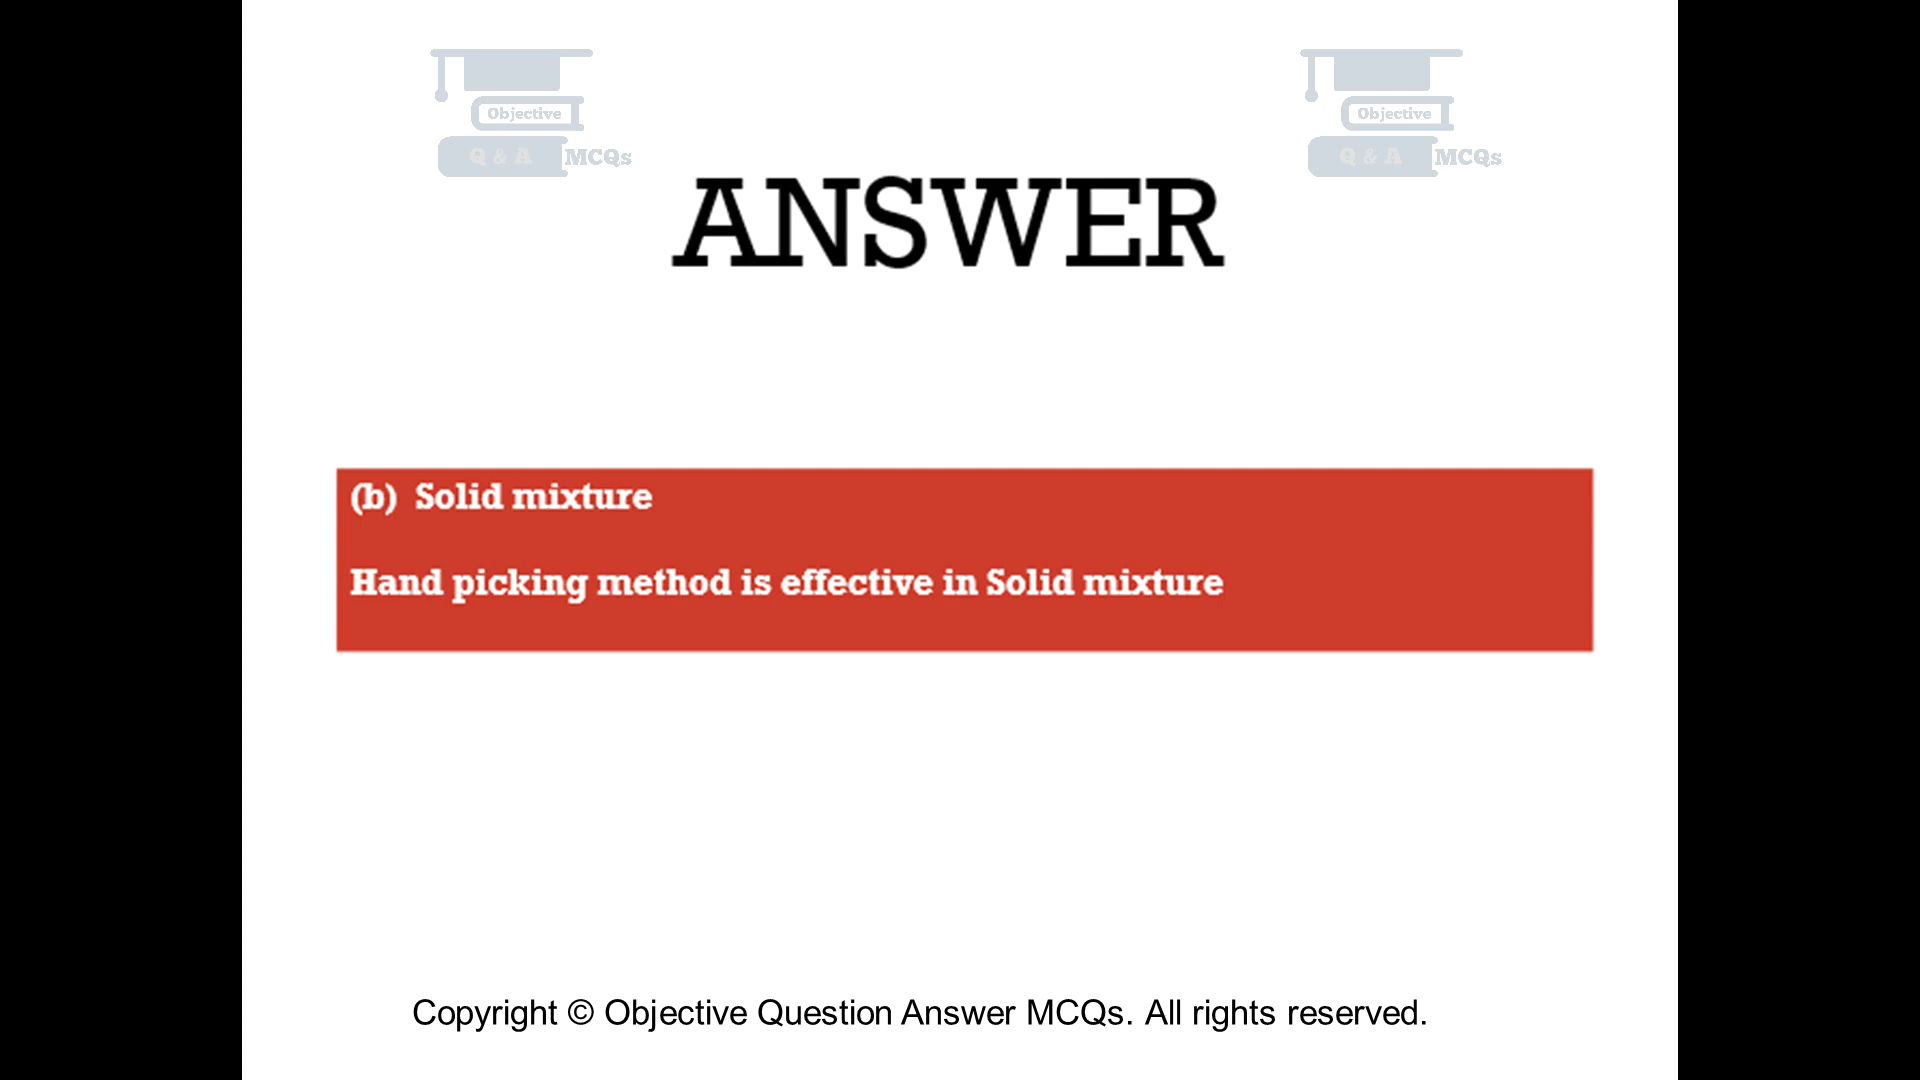 Objective
Q & A MCQs
Objective
Q & A MCQs
ANSWER
(b) Solid mixture
Hand picking method is effective in Solid mixture
Copyright © Objective Question Answer MCQs. All rights reserved.